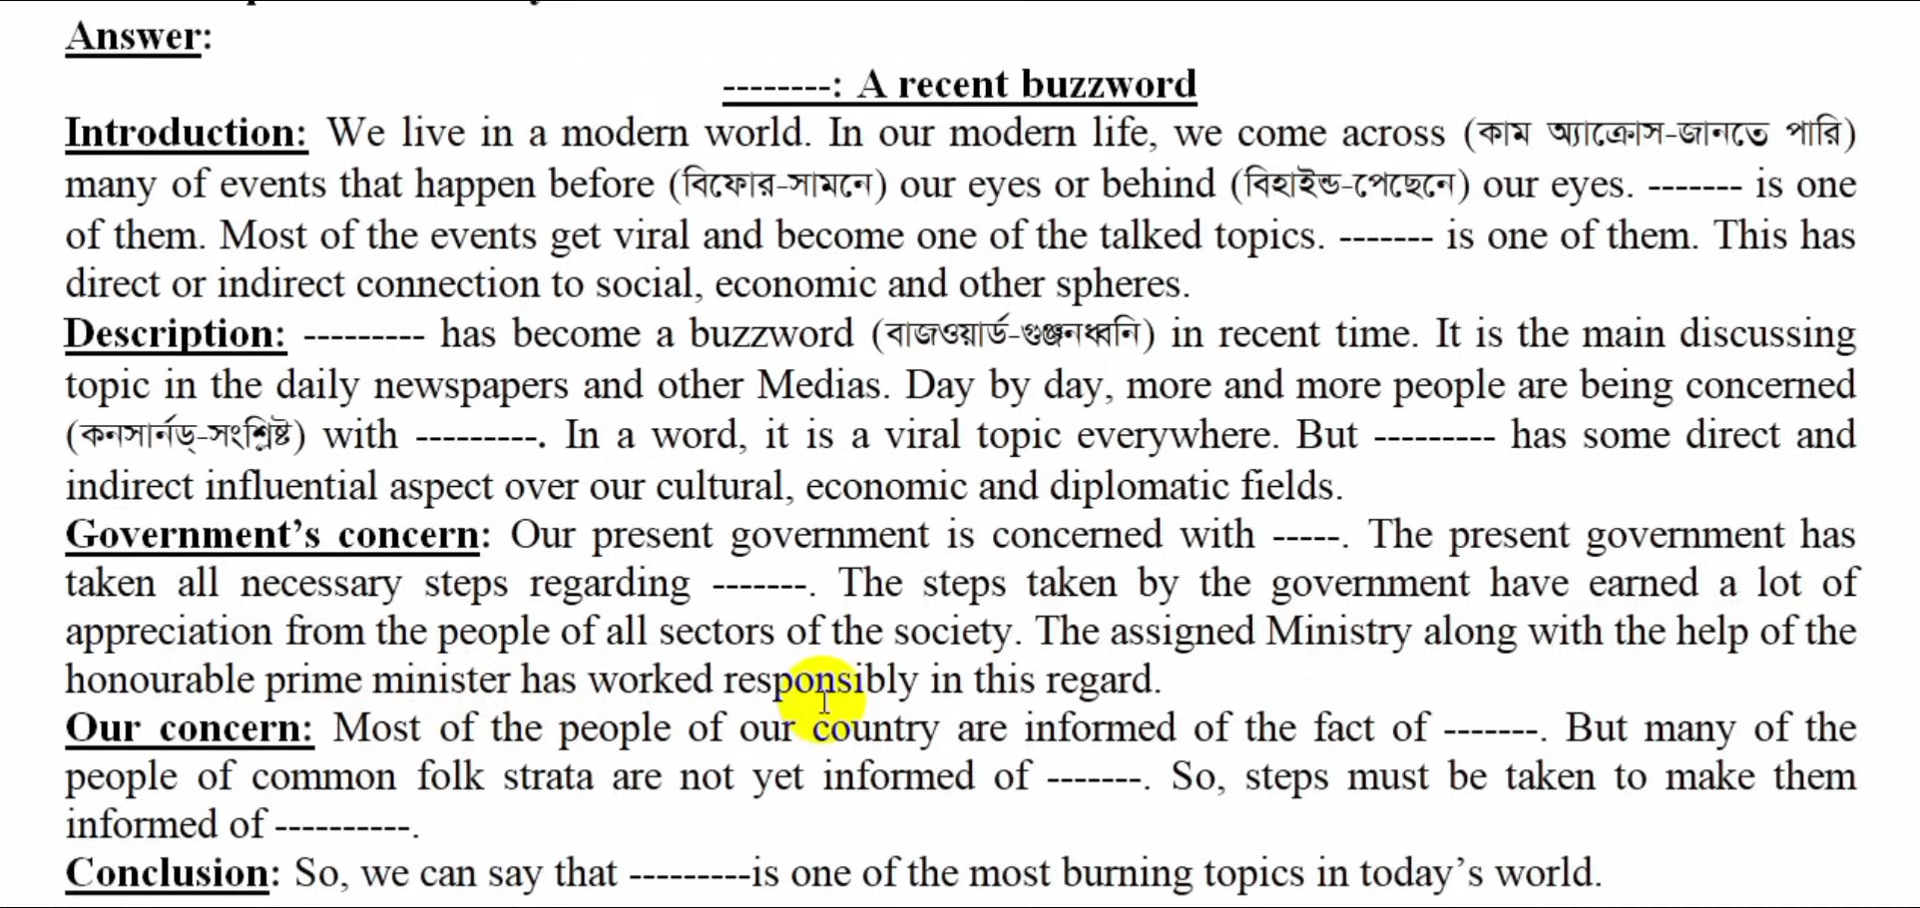 Answer:
--------: A recent buzzword
Introduction: We live in a modern world. In our modern life, we come across (কাম অ্যাক্রোস-জানতে পারি)
many of events that happen before (বিফোর-সামনে) our eyes or behind (বিহাইন্ড-পেছেনে) our eyes. ------- is one
of them. Most of the events get viral and become one of the talked topics. ------- is one of them. This has
direct or indirect connection to social, economic and other spheres.
Description: --------- has become a buzzword (বাজওয়ার্ড-গুঞ্জনধ্বনি) in recent time. It is the main discussing
topic in the daily newspapers and other Medias. Day by day, more and more people are being concerned
(কনসার্নড্-সংশ্লিষ্ট) with ---------. In a word, it is a viral topic everywhere. But --------- has some direct and
indirect influential aspect over our cultural, economic and diplomatic fields.
Government’s concern: Our present government is concerned with -----. The present government has
taken all necessary steps regarding -------. The steps taken by the government have earned a lot of
appreciation from the people of all sectors of the society. The assigned Ministry along with the help of the
honourable prime minister has worked responsibly in this regard.
Our concern: Most of the people of our country are informed of the fact of -------. But many of the
people of common folk strata are not yet informed of -------. So, steps must be taken to make them
informed of ----------.
Conclusion: So, we can say that ---------is one of the most burning topics in today’s world.